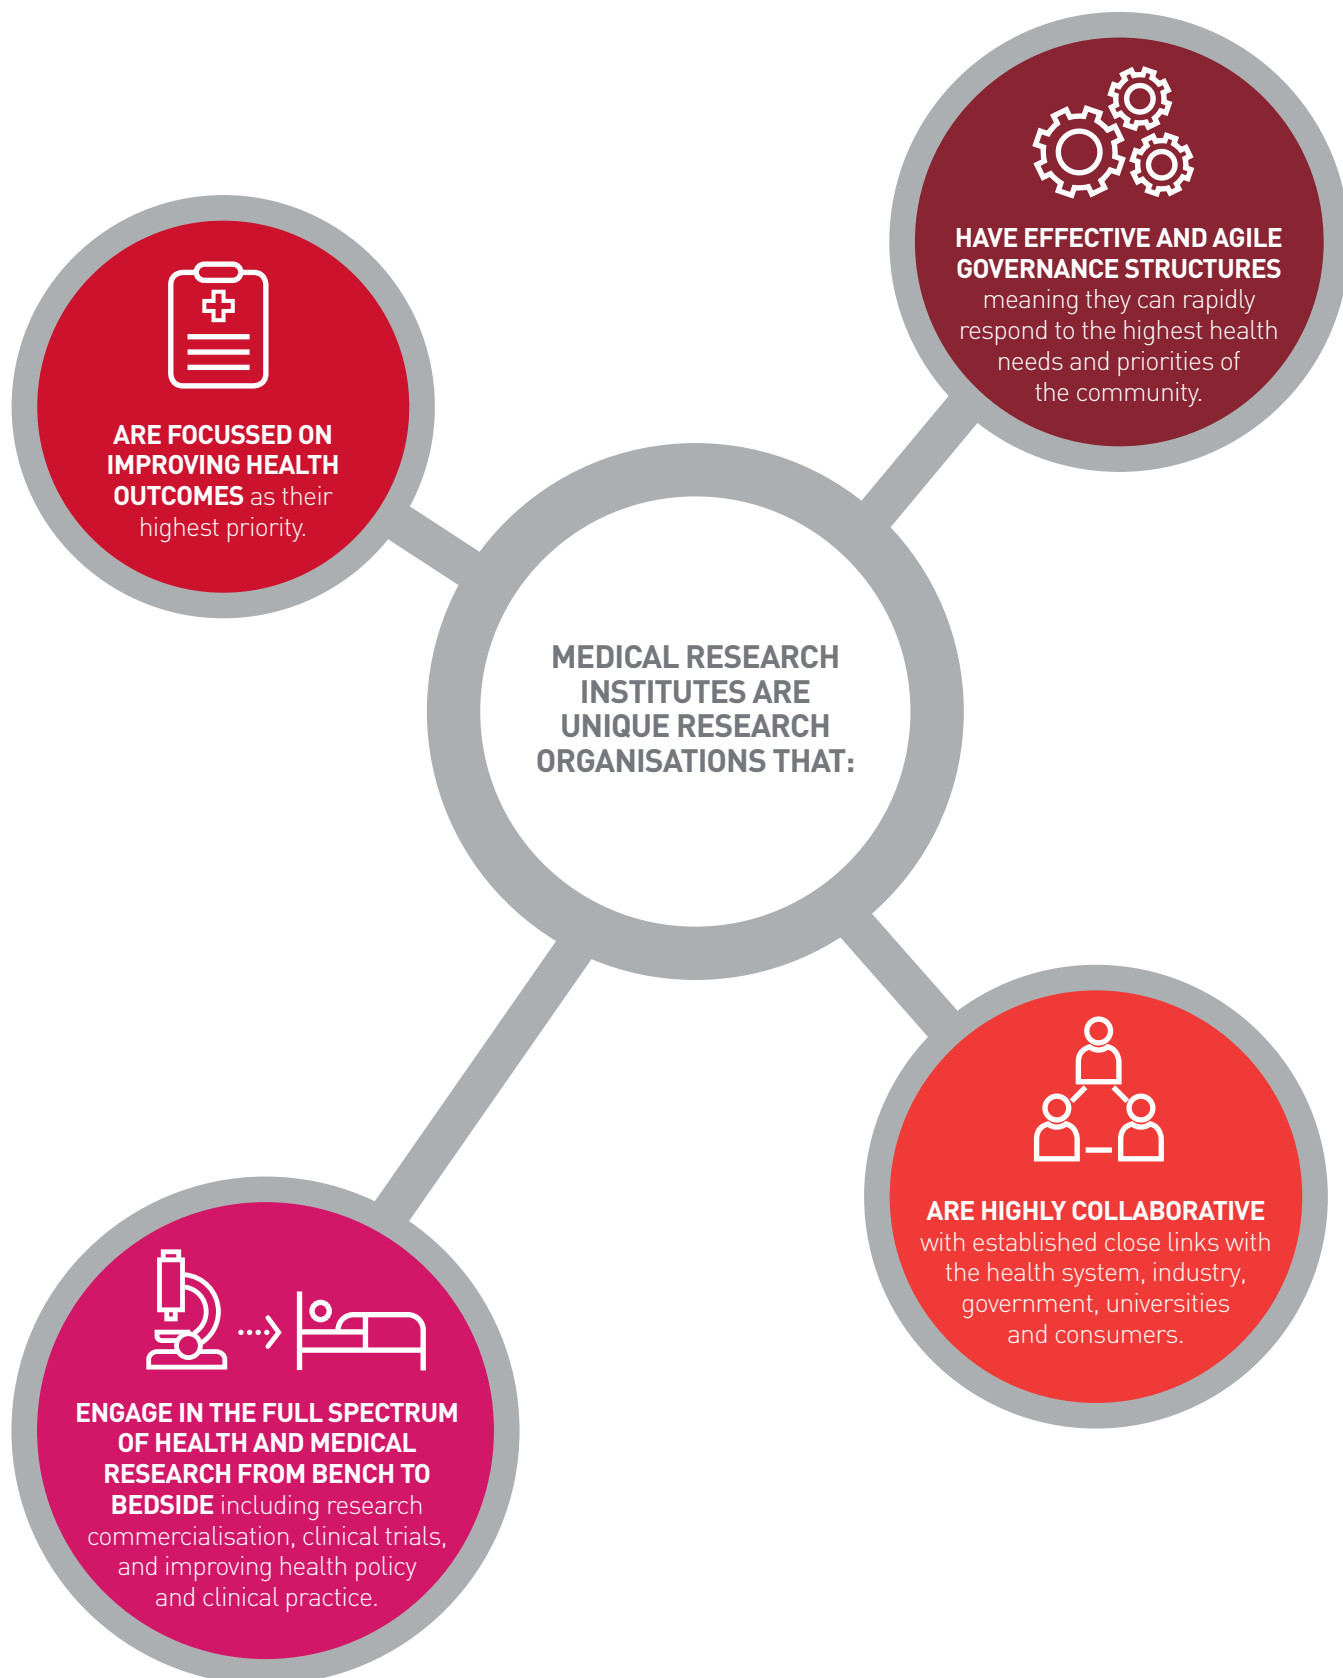 MEDICAL RESEARCH
INSTITUTES ARE
UNIQUE RESEARCH
ORGANISATIONS THAT:
ARE FOCUSSED ON
IMPROVING HEALTH
OUTCOMES as their
highest priority.
HAVE EFFECTIVE AND AGILE
GOVERNANCE STRUCTURES
meaning they can rapidly
respond to the highest health
needs and priorities of
the community.
ARE HIGHLY COLLABORATIVE
with established close links with
the health system, industry,
government, universities
and consumers.
ENGAGE IN THE FULL SPECTRUM
OF HEALTH AND MEDICAL
RESEARCH FROM BENCH TO
BEDSIDE including research
commercialisation, clinical trials,
and improving health policy
and clinical practice.